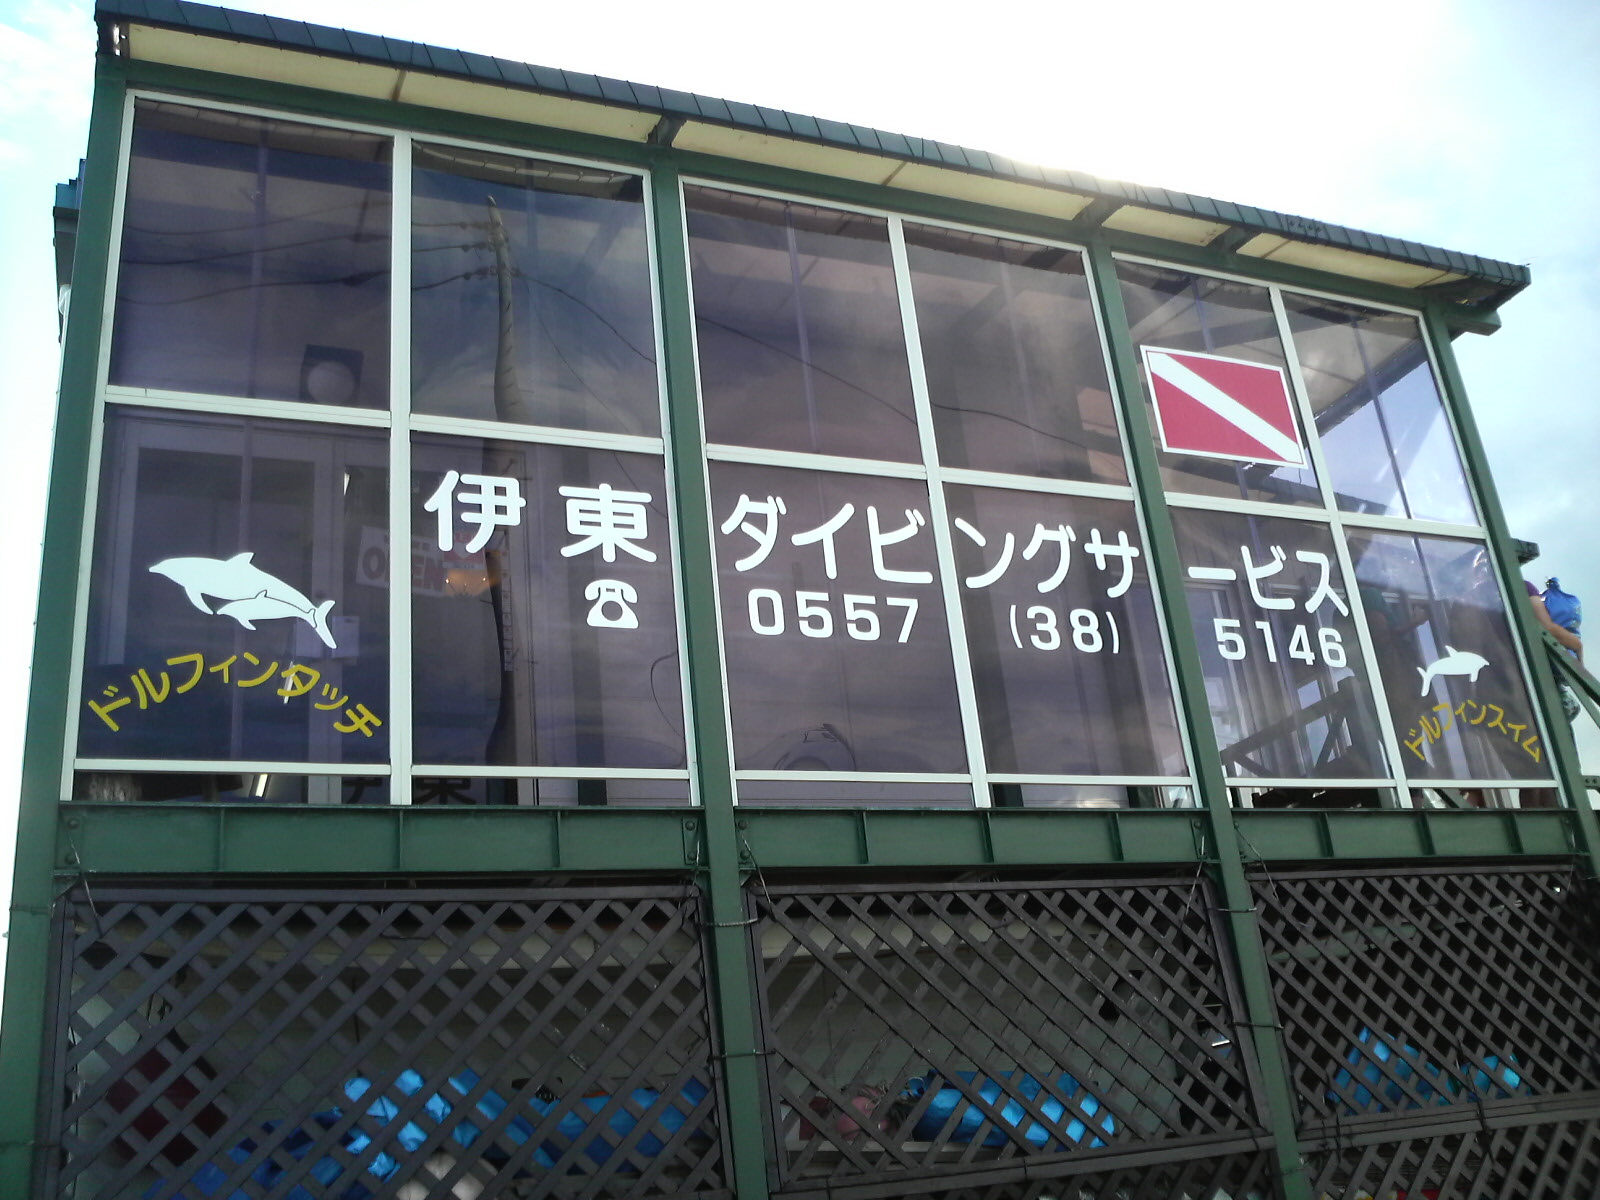 伊東ダイビングサービス
☎ 0557 (38) 5146
OPEN
ドルフィンタッチ
ドルフィンスイム